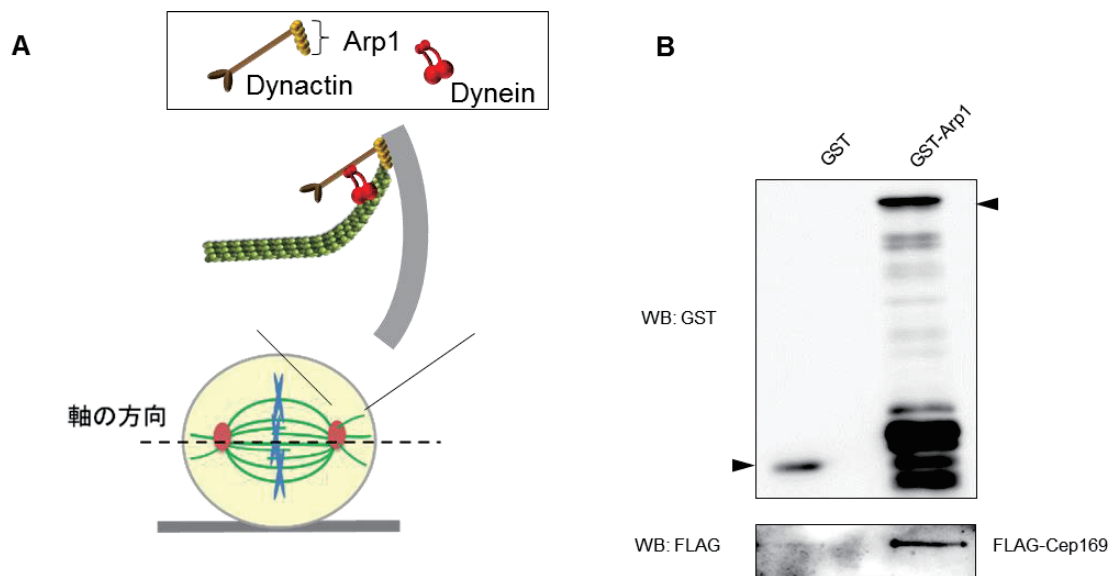 A
Arp1
Dynactin
Dynein
軸の方向
B
GST
GST-Arp1
WB: GST
WB: FLAG
FLAG-Cep169